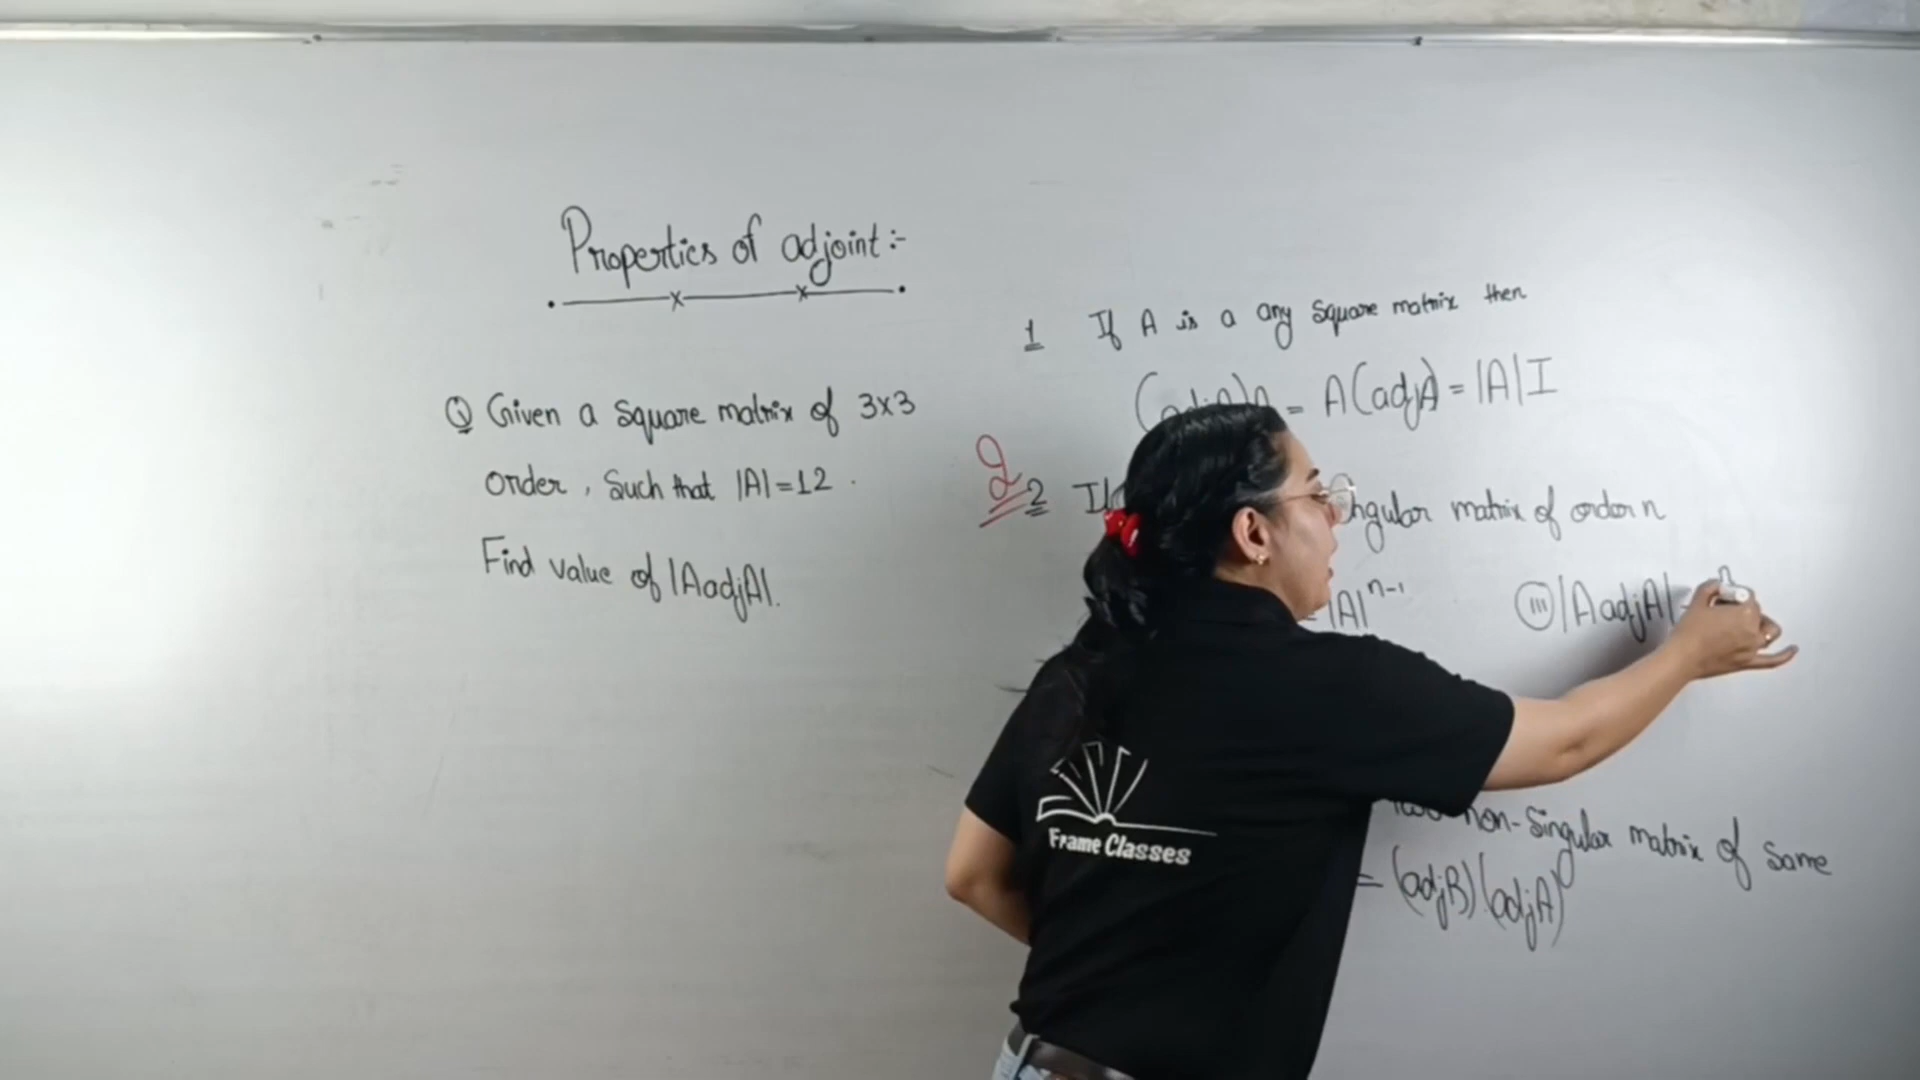 Properties of adjoint :-
Q Given a square matrix of 3x3
order, Such that |A|=12.
Find value of |AadjA|.
1 If A is a any square matrix then
A = A(adjA) = |A|I
2 If ngular matrix of order n
|A|^{n-1}
(iii) |AadjA|
non-Singular matrix of same
= (adjB)(adjA)
Frame Classes